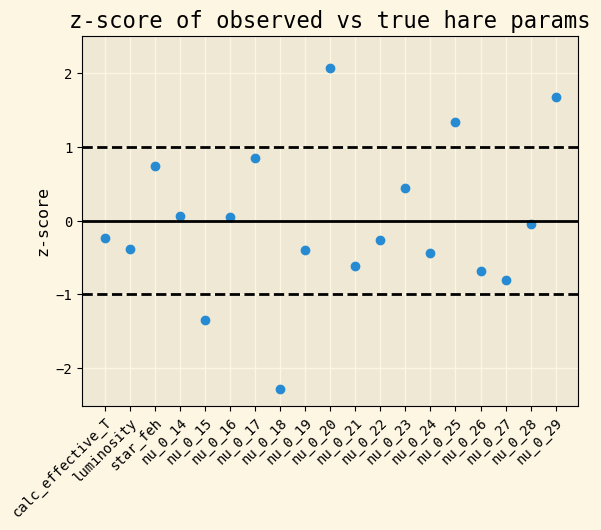 z-score of observed vs true hare params
z-score
2
1
0
−1
−2
calc_effective_T
luminosity
star_feh
nu_0_14
nu_0_15
nu_0_16
nu_0_17
nu_0_18
nu_0_19
nu_0_20
nu_0_21
nu_0_22
nu_0_23
nu_0_24
nu_0_25
nu_0_26
nu_0_27
nu_0_28
nu_0_29